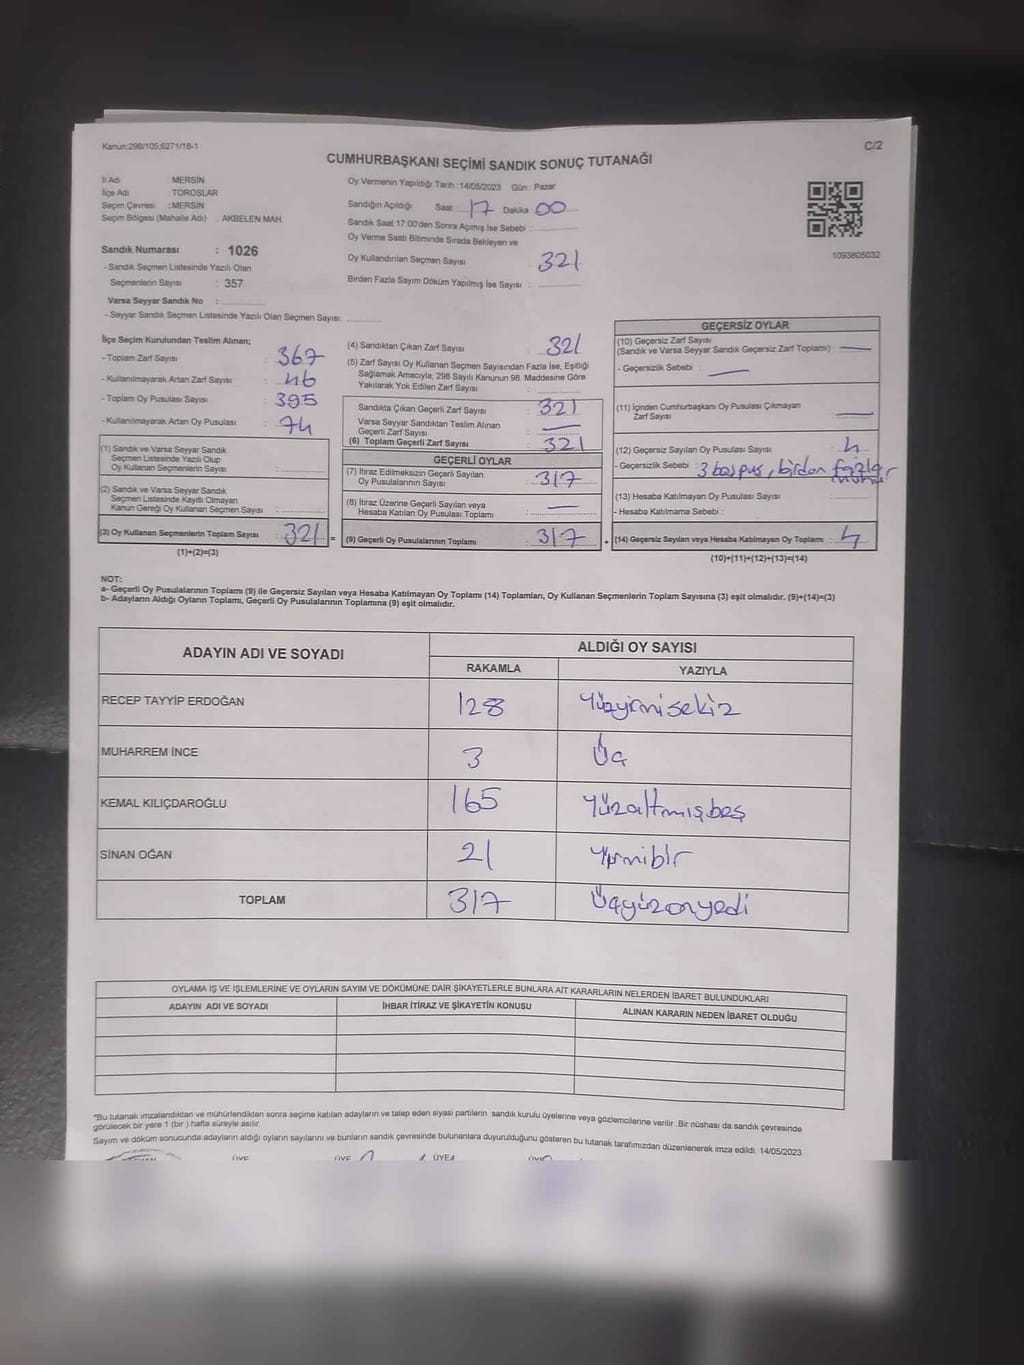 Kanun:298/105;6271/18-1
C/2
CUMHURBAŞKANI SEÇİMİ SANDIK SONUÇ TUTANAĞI
İl Adı : MERSİN
İlçe Adı : TOROSLAR
Seçim Çevresi : MERSİN
Seçim Bölgesi (Mahalle Adı) : AKBELEN MAH.
Sandık Numarası : 1026
- Sandık Seçmen Listesinde Yazılı Olan
Seçmenlerin Sayısı : 357
Varsa Seyyar Sandık No :
- Seyyar Sandık Seçmen Listesinde Yazılı Olan Seçmen Sayısı:
Oy Vermenin Yapıldığı Tarih :14/05/2023 Gün : Pazar
Sandığın Açıldığı Saat : 17 Dakika : 00
Sandık Saat 17:00'den Sonra Açımış İse Sebebi :
Oy Verme Saati Bitiminde Sırada Bekleyen ve
Oy Kullandırılan Seçmen Sayısı : 321
Birden Fazla Sayım Döküm Yapılmış İse Sayısı :
1093805032
İlçe Seçim Kurulundan Teslim Alınan;
- Toplam Zarf Sayısı : 367
- Kullanılmayarak Artan Zarf Sayısı : 46
- Toplam Oy Pusulası Sayısı : 395
- Kullanılmayarak Artan Oy Pusulası : 74
(1) Sandık ve Varsa Seyyar Sandık
Seçmen Listesinde Yazılı Olup
Oy Kullanan Seçmenlerin Sayısı :
(2) Sandık ve Varsa Seyyar Sandık
Seçmen Listesinde Kayıtlı Olmayan
Kanun Gereği Oy Kullanan Seçmen Sayısı :
(3) Oy Kullanan Seçmenlerin Toplam Sayısı : 321 =
(1)+(2)=(3)
(4) Sandıktan Çıkan Zarf Sayısı : 321
(5) Zarf Sayısı Oy Kullanan Seçmen Sayısından Fazla İse, Eşitliği
Sağlamak Amacıyla; 298 Sayılı Kanunun 98. Maddesine Göre
Yakılarak Yok Edilen Zarf Sayısı :
Sandıkta Çıkan Geçerli Zarf Sayısı : 321
Varsa Seyyar Sandıktan Teslim Alınan
Geçerli Zarf Sayısı : —
(6) Toplam Geçerli Zarf Sayısı : 321
GEÇERLİ OYLAR
(7) İtiraz Edilmeksizin Geçerli Sayılan
Oy Pusulalarının Sayısı : 317
(8) İtiraz Üzerine Geçerli Sayılan veya
Hesaba Katılan Oy Pusulası Toplamı : —
(9) Geçerli Oy Pusulalarının Toplamı : 317 +
GEÇERSİZ OYLAR
(10) Geçersiz Zarf Sayısı
(Sandık ve Varsa Seyyar Sandık Geçersiz Zarf Toplamı) : —
- Geçersizlik Sebebi : —
(11) İçinden Cumhurbaşkanı Oy Pusulası Çıkmayan
Zarf Sayısı : —
(12) Geçersiz Sayılan Oy Pusulası Sayısı : 4
- Geçersizlik Sebebi : 3 boş pus, birden fazla
mühür
(13) Hesaba Katılmayan Oy Pusulası Sayısı :
- Hesaba Katılmama Sebebi :
(14) Geçersiz Sayılan veya Hesaba Katılmayan Oy Toplamı : 4
(10)+(11)+(12)+(13)=(14)
NOT:
a- Geçerli Oy Pusulalarının Toplamı (9) ile Geçersiz Sayılan veya Hesaba Katılmayan Oy Toplamı (14) Toplamları, Oy Kullanan Seçmenlerin Toplam Sayısına (3) eşit olmalıdır. (9)+(14)=(3)
b- Adayların Aldığı Oyların Toplamı, Geçerli Oy Pusulalarının Toplamına (9) eşit olmalıdır.
ADAYIN ADI VE SOYADI ALDIĞI OY SAYISI
RAKAMLA YAZIYLA
RECEP TAYYİP ERDOĞAN 128 Yüzyirmisekiz
MUHARREM İNCE 3 Üç
KEMAL KILIÇDAROĞLU 165 Yüzaltmışbeş
SİNAN OĞAN 21 Yirmibir
TOPLAM 317 Üçyüzonyedi
OYLAMA İŞ VE İŞLEMLERİNE VE OYLARIN SAYIM VE DÖKÜMÜNE DAİR ŞİKAYETLERLE BUNLARA AİT KARARLARIN NELERDEN İBARET BULUNDUKLARI
ADAYIN ADI VE SOYADI İHBAR İTİRAZ VE ŞİKAYETİN KONUSU ALINAN KARARIN NEDEN İBARET OLDUĞU
*Bu tutanak imzalandıktan ve mühürlendikten sonra seçime katılan adayların ve talep eden siyasi partilerin sandık kurulu üyelerine veya gözlemcilerine verilir .Bir nüshası da sandık çevresinde
görülecek bir yere 1 (bir ) hafta süreyle asılır.
Sayım ve döküm sonucunda adayların aldığı oyların sayılarını ve bunların sandık çevresinde bulunanlara duyurulduğunu gösteren bu tutanak tarafımızdan düzenlenerek imza edildi. 14/05/2023
ÜYE ÜYE ÜYE